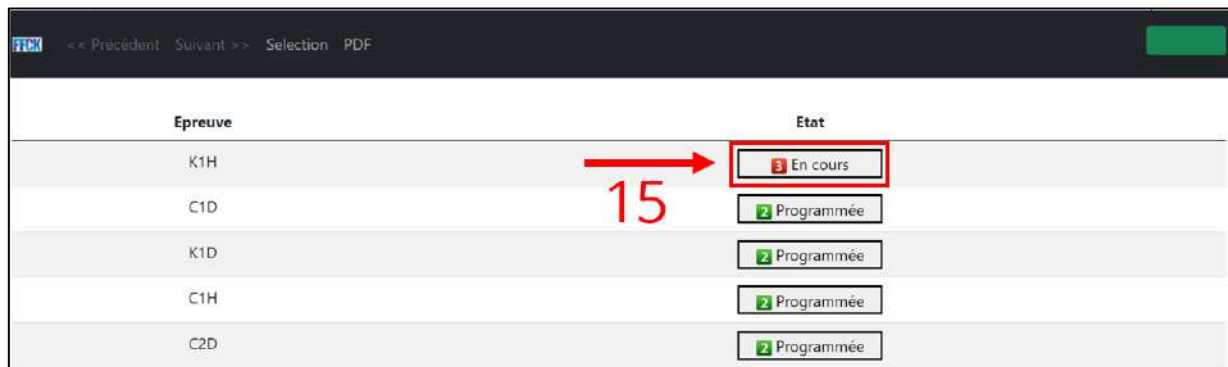 FFCK << Précédent Suivant >> Selection PDF
Epreuve Etat
K1H 3 En cours
15
C1D 2 Programmée
K1D 2 Programmée
C1H 2 Programmée
C2D 2 Programmée